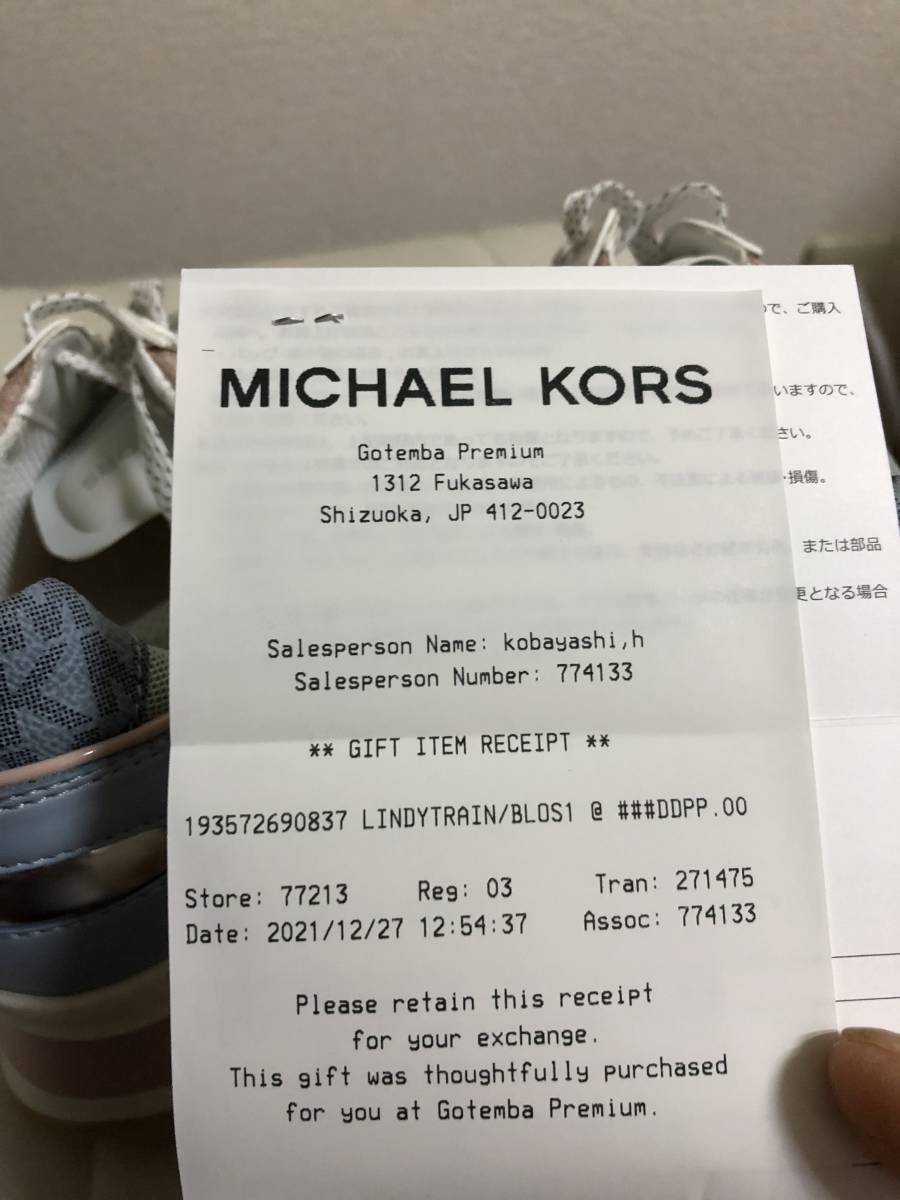 MICHAEL KORS
Gotemba Premium
1312 Fukasawa
Shizuoka, JP 412-0023
Salesperson Name: kobayashi,h
Salesperson Number: 774133
** GIFT ITEM RECEIPT **
193572690837 LINDYTRAIN/BLOS1 @ ###DDPP.00
Store: 77213 Reg: 03 Tran: 271475
Date: 2021/12/27 12:54:37 Assoc: 774133
Please retain this receipt
for your exchange.
This gift was thoughtfully purchased
for you at Gotemba Premium.
で、ご購入
いますので、
さい。
・損傷。
または部品
更となる場合